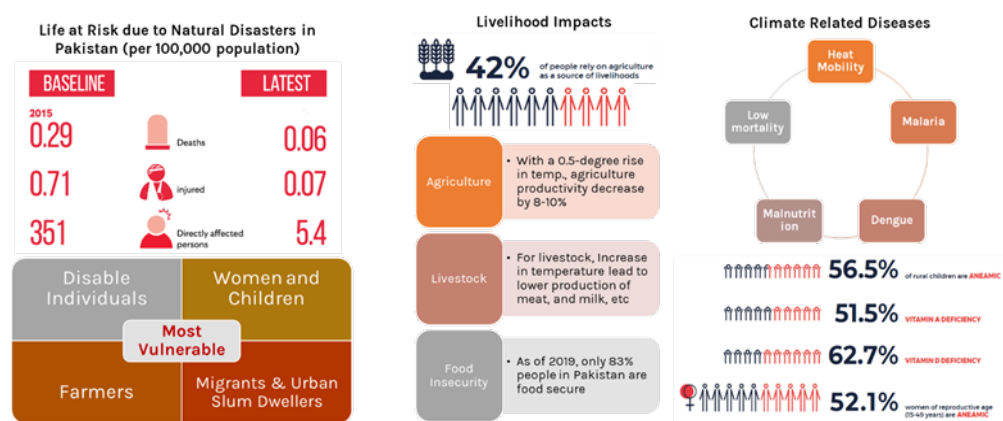 Life at Risk due to Natural Disasters in
Pakistan (per 100,000 population)
BASELINE
LATEST
2015
0.29
Deaths
0.06
0.71
injured
0.07
351
Directly affected
persons
5.4
Disable
Individuals
Women and
Children
Most
Vulnerable
Farmers
Migrants & Urban
Slum Dwellers
Livelihood Impacts
42%
of people rely on agriculture
as a source of livelihoods
Agriculture
• With a 0.5-degree rise
in temp., agriculture
productivity decrease
by 8-10%
Livestock
• For livestock, Increase
in temperature lead to
lower production of
meat, and milk, etc
Food
Insecurity
• As of 2019, only 83%
people in Pakistan are
food secure
Climate Related Diseases
Heat
Mobility
Low
mortality
Malaria
Malnutrit
ion
Dengue
56.5%
of rural children are ANEAMIC
51.5%
VITAMIN A DEFICIENCY
62.7%
VITAMIN D DEFICIENCY
52.1%
women of reproductive age
(15-49 years) are ANEAMIC